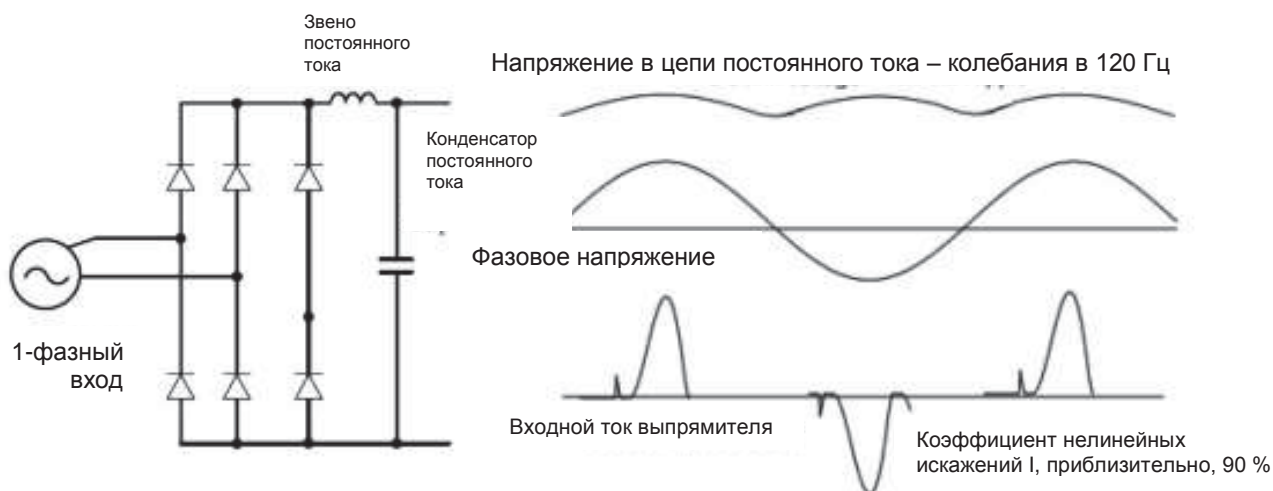 Звено
постоянного
тока
Напряжение в цепи постоянного тока – колебания в 120 Гц
Конденсатор
постоянного
тока
Фазовое напряжение
1-фазный
вход
Входной ток выпрямителя
Коэффициент нелинейных
искажений I, приблизительно, 90 %